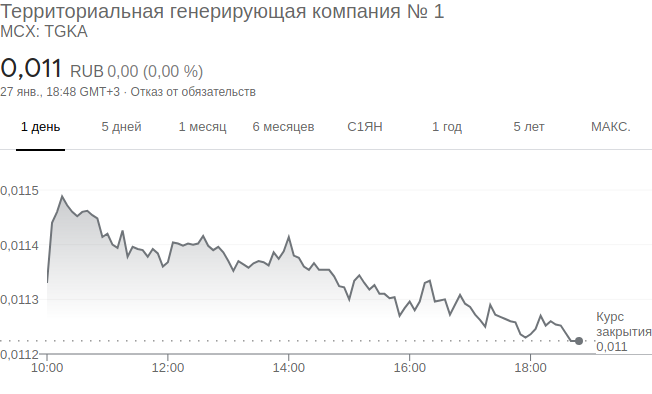 Территориальная генерирующая компания № 1
MCX: TGKA
0,011 RUB 0,00 (0,00 %)
27 янв., 18:48 GMT+3 · Отказ от обязательств
1 день 5 дней 1 месяц 6 месяцев С1ЯН 1 год 5 лет МАКС.
0,0115
0,0114
0,0113
0,0112
Курс
закрытия
0,011
10:00 12:00 14:00 16:00 18:00